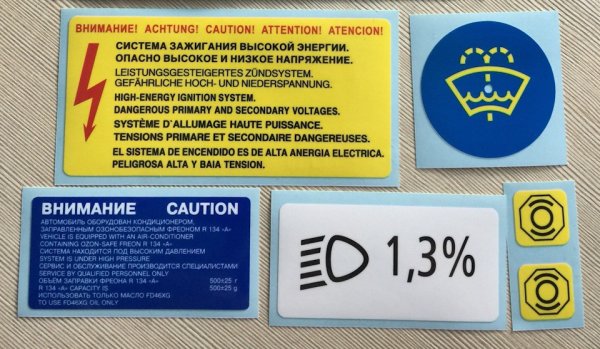 ВНИМАНИЕ! ACHTUNG! CAUTION! ATTENTION! ATENCION!
СИСТЕМА ЗАЖИГАНИЯ ВЫСОКОЙ ЭНЕРГИИ.
ОПАСНО ВЫСОКОЕ И НИЗКОЕ НАПРЯЖЕНИЕ.
LEISTUNGSGESTEIGERTES ZÜNDSYSTEM.
GEFÄHRLICHE HOCH- UND NIEDERSPANNUNG.
HIGH-ENERGY IGNITION SYSTEM.
DANGEROUS PRIMARY AND SECONDARY VOLTAGES.
SYSTÈME D'ALLUMAGE HAUTE PUISSANCE.
TENSIONS PRIMARE ET SECONDAIRE DANGEREUSES.
EL SISTEMA DE ENCENDIDO ES DE ALTA ANERGIA ELECTRICA.
PELIGROSA ALTA Y BAIA TENSION.
ВНИМАНИЕ CAUTION
АВТОМОБИЛЬ ОБОРУДОВАН КОНДИЦИОНЕРОМ,
ЗАПРАВЛЕННЫМ ОЗОНОБЕЗОПАСНЫМ ФРЕОНОМ R 134 «A»
VEHICLE IS EQUIPPED WITH AN AIR-CONDITIONER
CONTAINING OZON-SAFE FREON R 134 «A»
СИСТЕМА НАХОДИТСЯ ПОД ВЫСОКИМ ДАВЛЕНИЕМ
SYSTEM IS UNDER HIGH PRESSURE
СЕРВИС И ОБСЛУЖИВАНИЕ ПРОИЗВОДИТСЯ СПЕЦИАЛИСТАМИ
SERVICE BY QUALIFIED PERSONNEL ONLY
ОБЪЕМ ЗАПРАВКИ ФРЕОНА R 134 «A» 500±25 г
R 134 «A» CAPACITY IS 500±25 g
ИСПОЛЬЗОВАТЬ ТОЛЬКО МАСЛО FD46XG
TO USE FD46XG OIL ONLY
1,3%